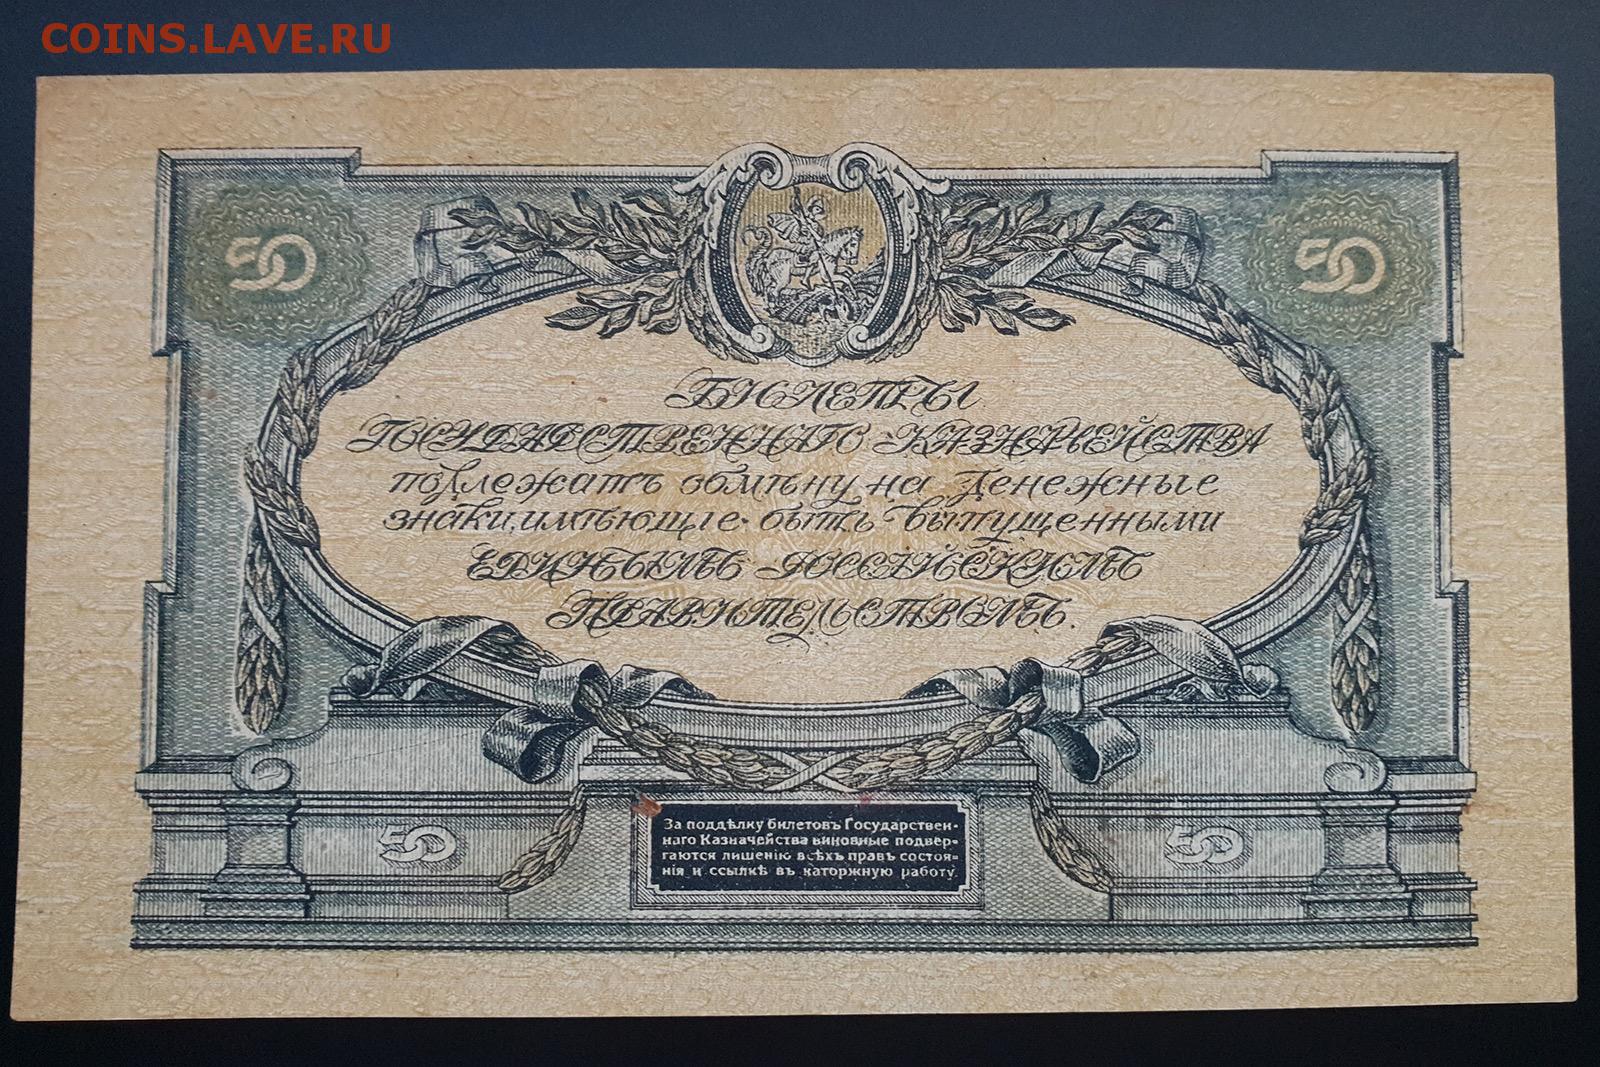 COINS.LAVE.RU
50
50
БИЛЕТЫ
ГОСУДАРСТВЕННАГО КАЗНАЧЕЙСТВА
подлежатъ обмѣну на денежные
знаки, имѣющіе быть выпущенными
ЕДИНЫМЪ РОССІЙСКИМЪ
ПРАВИТЕЛЬСТВОМЪ.
50
50
За поддѣлку билетовъ Государствен-
наго Казначейства виновные подвер-
гаются лишенію всѣхъ правъ состоя-
нія и ссылкѣ въ каторжную работу.